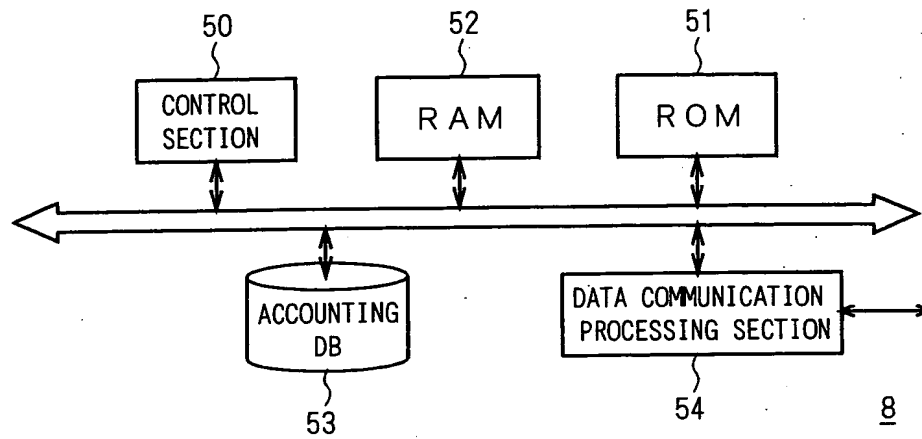 50
52
51
CONTROL
SECTION
RAM
ROM
ACCOUNTING
DB
DATA COMMUNICATION
PROCESSING SECTION
53
54
8